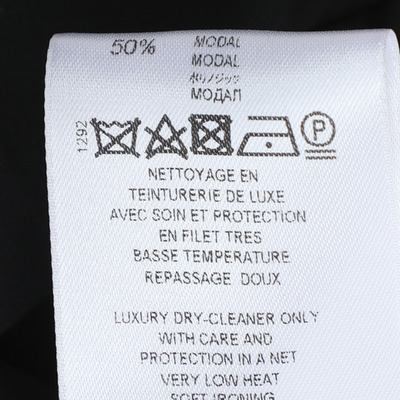 50% MODAL
MODAL
МОДАЛ
1292
P
NETTOYAGE EN
TEINTURERIE DE LUXE
AVEC SOIN ET PROTECTION
EN FILET TRES
BASSE TEMPERATURE
REPASSAGE DOUX
LUXURY DRY-CLEANER ONLY
WITH CARE AND
PROTECTION IN A NET
VERY LOW HEAT
SOFT IRONING